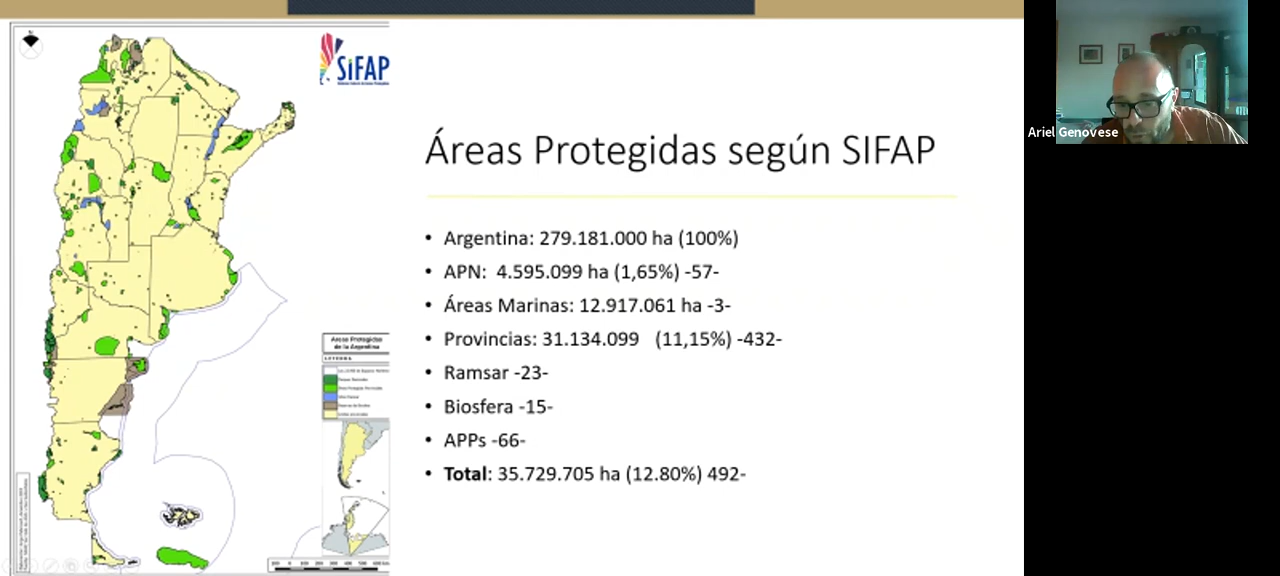 SIFAP
Áreas Protegidas según SIFAP
• Argentina: 279.181.000 ha (100%)
• APN: 4.595.099 ha (1,65%) -57-
• Áreas Marinas: 12.917.061 ha -3-
• Provincias: 31.134.099 (11,15%) -432-
• Ramsar -23-
• Biosfera -15-
• APPs -66-
• Total: 35.729.705 ha (12.80%) 492-
Areas Protegidas
de la Argentina
Ariel Genovese